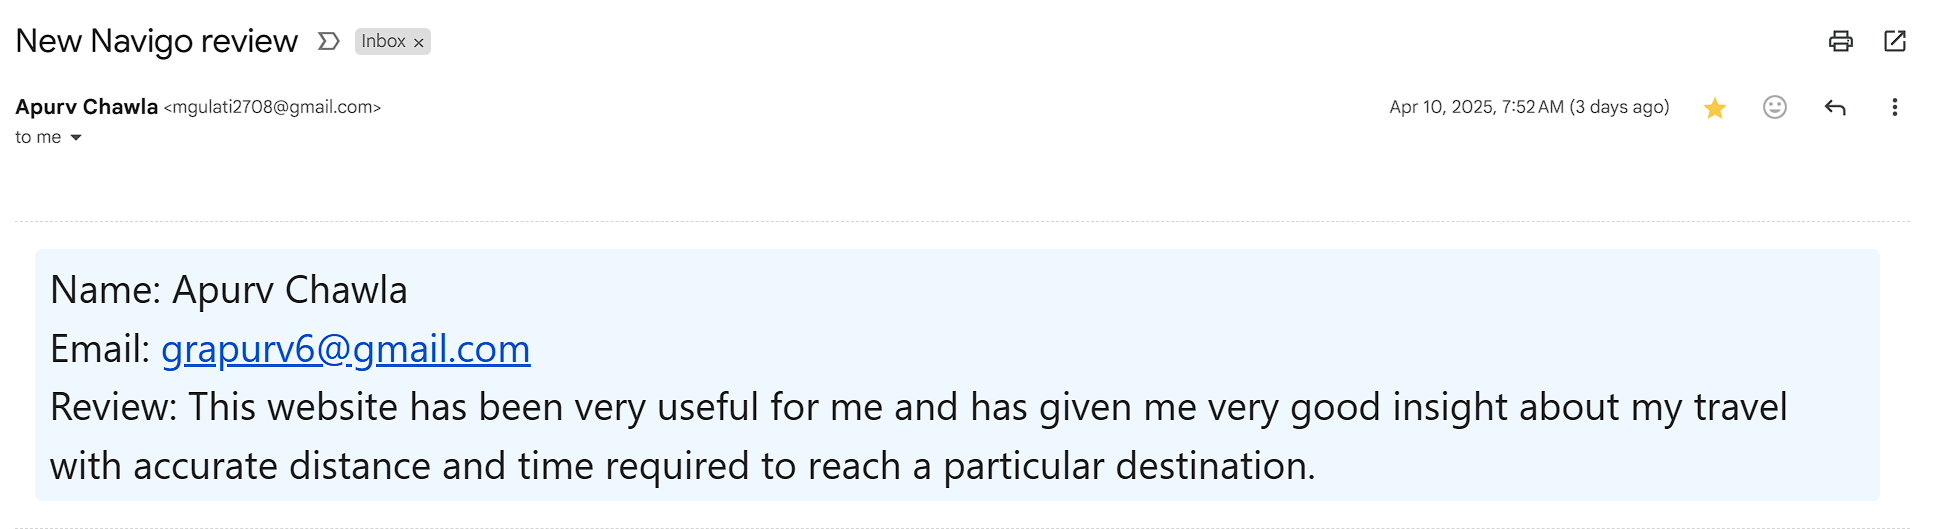 New Navigo review Inbox ×
Apurv Chawla <mgulati2708@gmail.com> Apr 10, 2025, 7:52 AM (3 days ago)
to me
Name: Apurv Chawla
Email: grapurv6@gmail.com
Review: This website has been very useful for me and has given me very good insight about my travel
with accurate distance and time required to reach a particular destination.